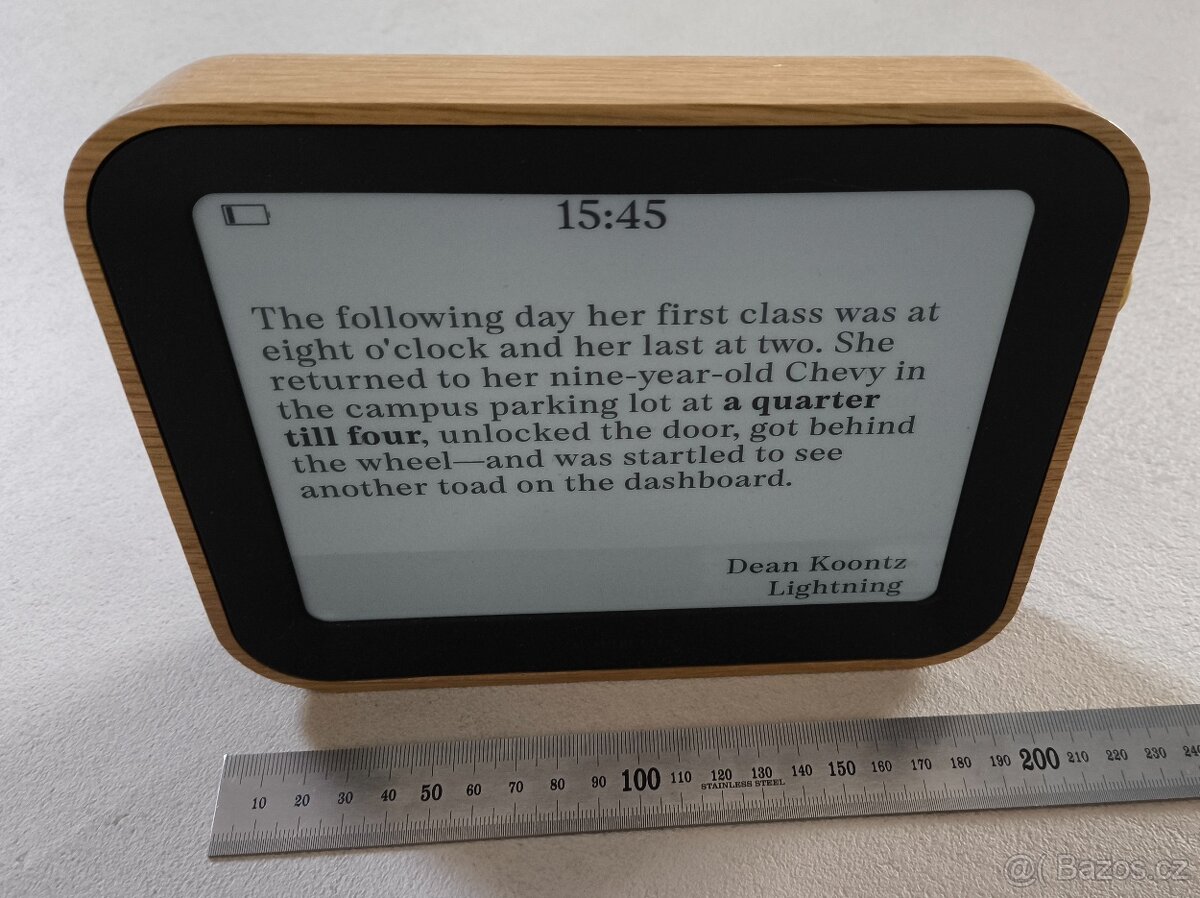 15:45
The following day her first class was at
eight o'clock and her last at two. She
returned to her nine-year-old Chevy in
the campus parking lot at a quarter
till four, unlocked the door, got behind
the wheel—and was startled to see
another toad on the dashboard.
Dean Koontz
Lightning
10 20 30 40 50 60 70 80 90 100 110 120 130 140 150 160 170 180 190 200 210 220 230 240
STAINLESS STEEL
@( Bazos.cz